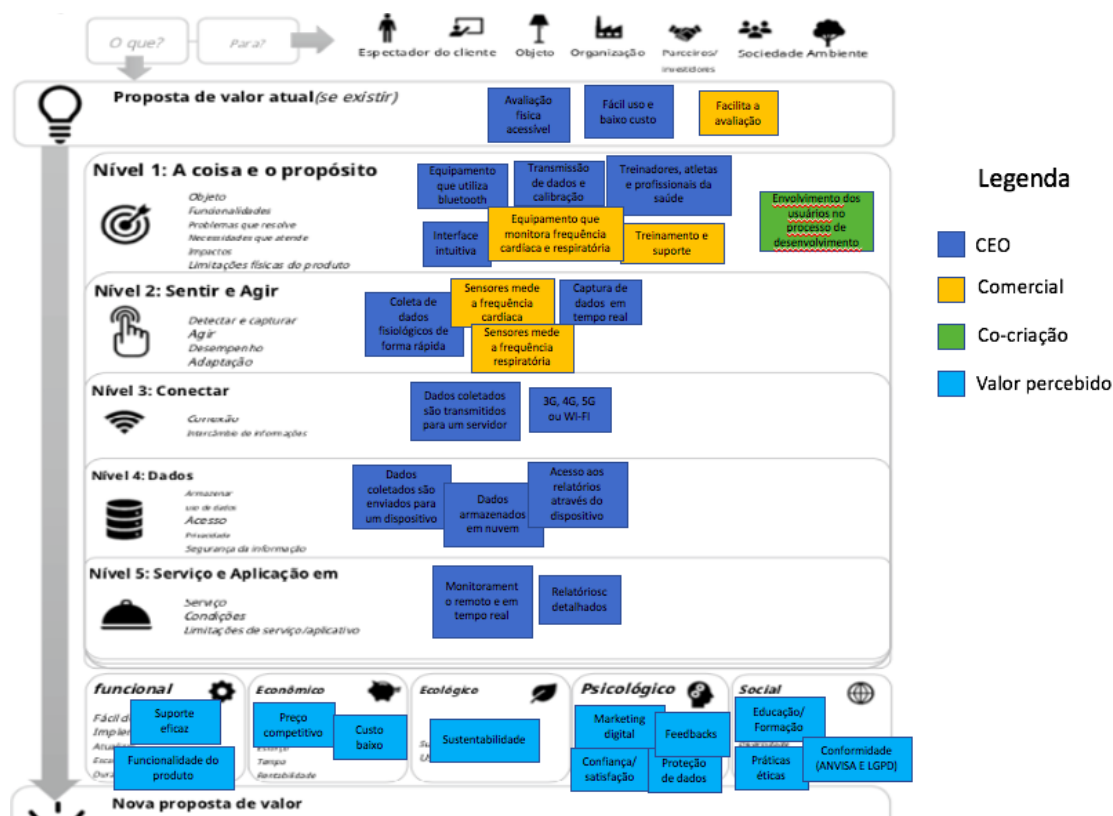 O que?
Para?
Espectador do cliente
Objeto
Organização
Parceiros/
investidores
Sociedade Ambiente
Proposta de valor atual(se existir)
Avaliação
física
acessível
Fácil uso e
baixo custo
Facilita a
avaliação
Nível 1: A coisa e o propósito
Objeto
Funcionalidades
Problemas que resolve
Necessidades que atende
Impactos
Limitações físicas do produto
Equipamento
que utiliza
bluetooth
Transmissão
de dados e
calibração
Treinadores, atletas
e profissionais da
saúde
Interface
intuitiva
Equipamento que
monitora frequência
cardíaca e respiratória
Treinamento e
suporte
Envolvimento dos
usuários no
processo de
desenvolvimento
Legenda
CEO
Comercial
Co-criação
Valor percebido
Nível 2: Sentir e Agir
Detectar e capturar
Agir
Desempenho
Adaptação
Coleta de
dados
fisiológicos de
forma rápida
Sensores mede
a frequência
cardíaca
Sensores mede
a frequência
respiratória
Captura de
dados em
tempo real
Nível 3: Conectar
Conexão
Intercâmbio de informações
Dados coletados
são transmitidos
para um servidor
3G, 4G, 5G
ou WI-FI
Nível 4: Dados
Armazenar
uso de dados
Acesso
Privacidade
Segurança da informação
Dados
coletados são
enviados para
um dispositivo
Dados
armazenados
em nuvem
Acesso aos
relatórios
através do
dispositivo
Nível 5: Serviço e Aplicação em
Serviço
Condições
Limitações de serviço/aplicativo
Monitorament
o remoto e em
tempo real
Relatóriosc
detalhados
funcional
Fácil d
Imple
Atua
Esca
Dura
Suporte
eficaz
Funcionalidade do
produto
Econômico
Preço
competitivo
Custo
baixo
Tempo
Rentabilidade
Ecológico
Sustentabilidade
Psicológico
Marketing
digital
Feedbacks
Confiança/
satisfação
Proteção
de dados
Social
Educação/
Formação
Práticas
éticas
Conformidade
(ANVISA E LGPD)
Nova proposta de valor